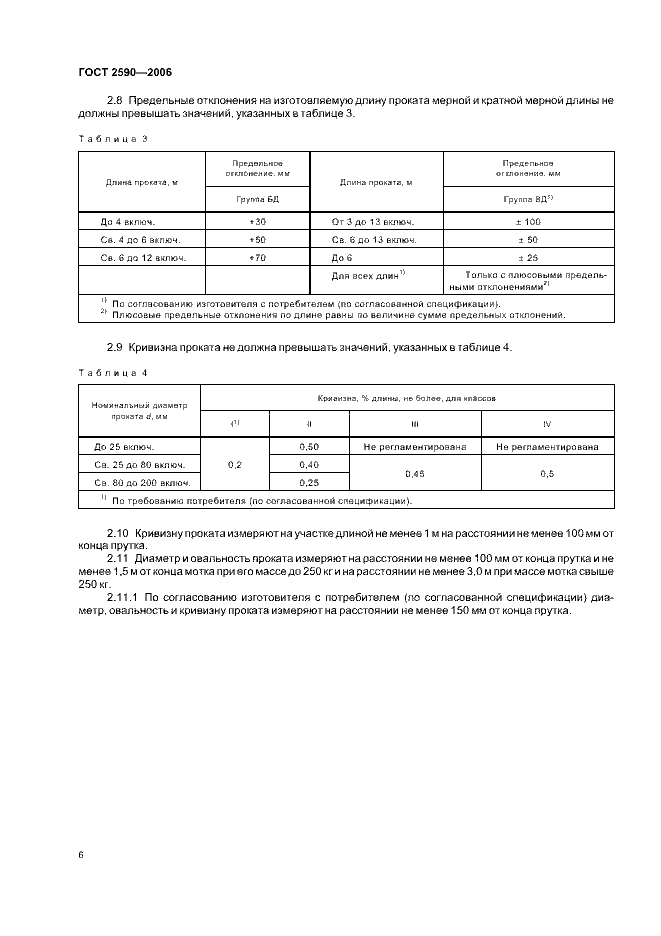 ГОСТ 2590—2006
2.8 Предельные отклонения на изготовляемую длину проката мерной и кратной мерной длины не
должны превышать значений, указанных в таблице 3.
Таблица 3
Длина проката, м
Предельное
отклонение, мм
Длина проката, м
Предельное
отклонение, мм
Группа БД
Группа ВД2)
До 4 включ. +30 От 3 до 13 включ. ± 100
Св. 4 до 6 включ. +50 Св. 6 до 13 включ. ± 50
Св. 6 до 12 включ. +70 До 6 ± 25
Для всех длин1) Только с плюсовыми предель-
ными отклонениями2)
1) По согласованию изготовителя с потребителем (по согласованной спецификации).
2) Плюсовые предельные отклонения по длине равны по величине сумме предельных отклонений.
2.9 Кривизна проката не должна превышать значений, указанных в таблице 4.
Таблица 4
Номинальный диаметр
проката d, мм
Кривизна, % длины, не более, для классов
I1) II III IV
До 25 включ. 0,50 Не регламентирована Не регламентирована
Св. 25 до 80 включ. 0,2 0,40 0,45 0,5
Св. 80 до 200 включ. 0,25
1) По требованию потребителя (по согласованной спецификации).
2.10 Кривизну проката измеряют на участке длиной не менее 1 м на расстоянии не менее 100 мм от
конца прутка.
2.11 Диаметр и овальность проката измеряют на расстоянии не менее 100 мм от конца прутка и не
менее 1,5 м от конца мотка при его массе до 250 кг и на расстоянии не менее 3,0 м при массе мотка свыше
250 кг.
2.11.1 По согласованию изготовителя с потребителем (по согласованной спецификации) диа-
метр, овальность и кривизну проката измеряют на расстоянии не менее 150 мм от конца прутка.
6